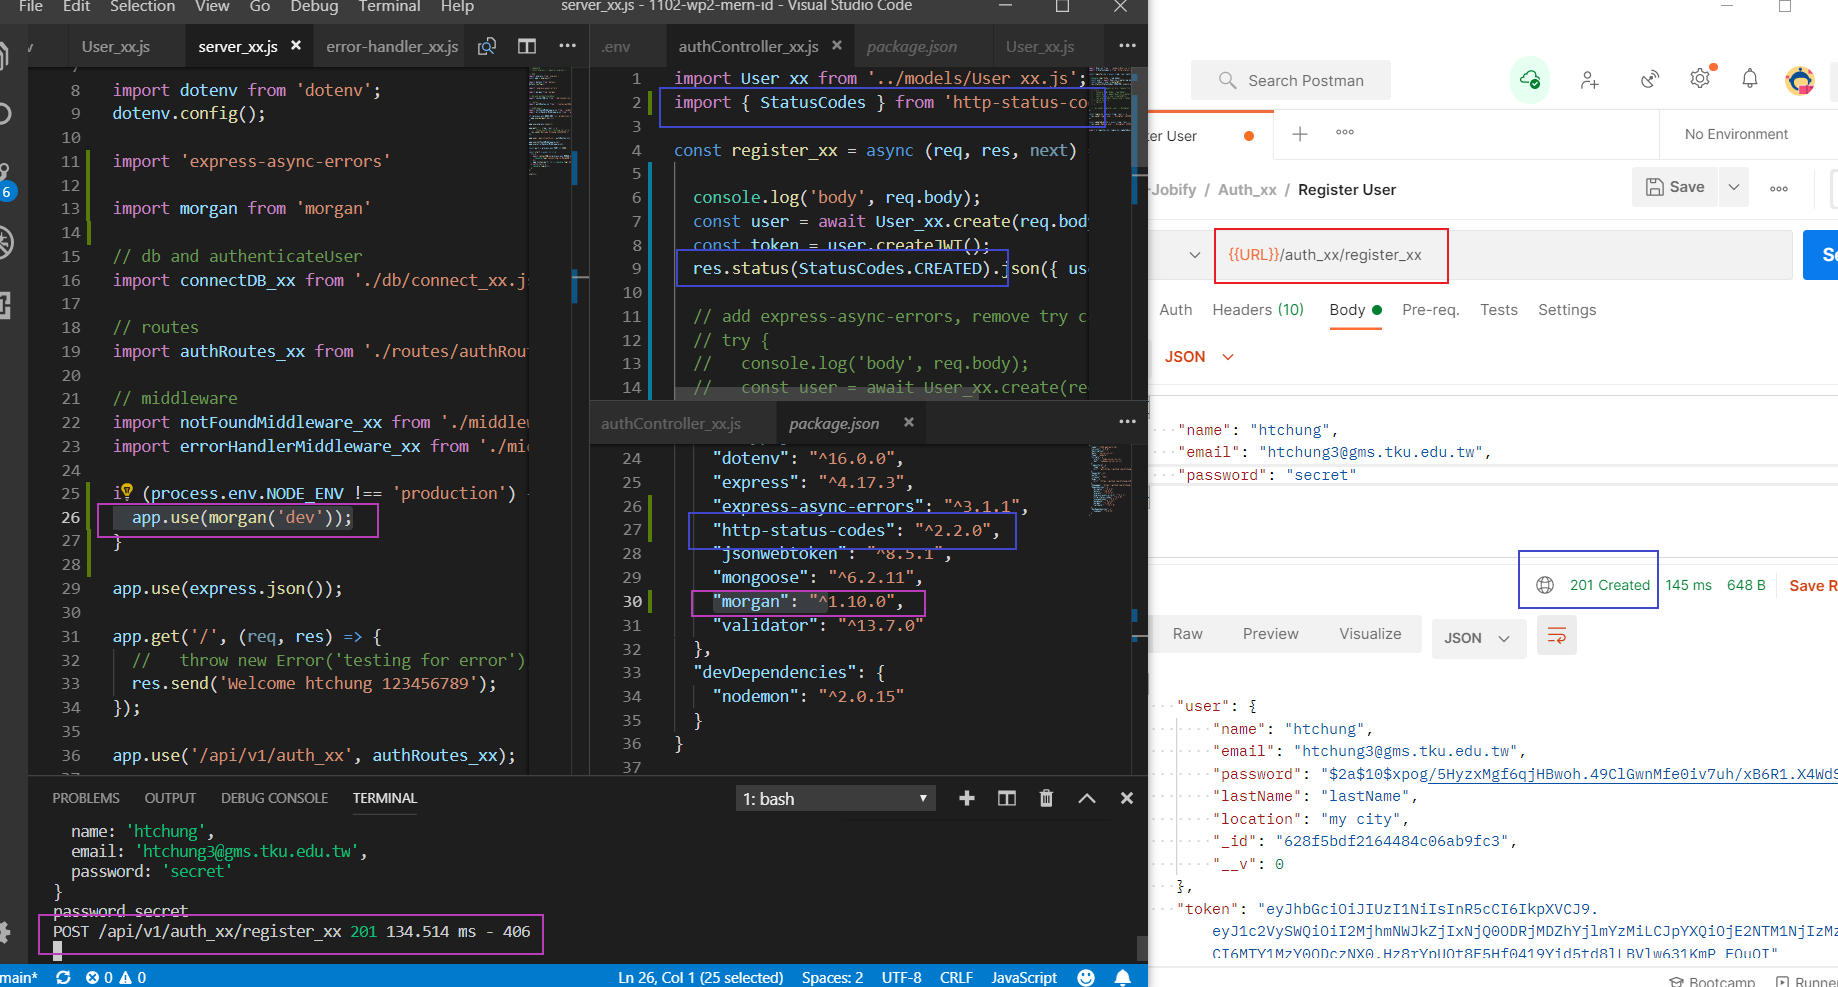 File Edit Selection View Go Debug Terminal Help server_xx.js - 1102-wp2-mern-id - Visual Studio Code
User_xx.js server_xx.js error-handler_xx.js
8 import dotenv from 'dotenv';
9 dotenv.config();
10
11 import 'express-async-errors'
12
13 import morgan from 'morgan'
14
15 // db and authenticateUser
16 import connectDB_xx from './db/connect_xx.js
17
18 // routes
19 import authRoutes_xx from './routes/authRou
20
21 // middleware
22 import notFoundMiddleware_xx from './middlew
23 import errorHandlerMiddleware_xx from './mid
24
25 i (process.env.NODE_ENV !== 'production')
26 app.use(morgan('dev'));
27 }
28
29 app.use(express.json());
30
31 app.get('/', (req, res) => {
32 // throw new Error('testing for error')
33 res.send('Welcome htchung 123456789');
34 });
35
36 app.use('/api/v1/auth_xx', authRoutes_xx);
6
.env authController_xx.js package.json User_xx.js
1 import User_xx from '../models/User_xx.js';
2 import { StatusCodes } from 'http-status-co
3
4 const register_xx = async (req, res, next)
5
6 console.log('body', req.body);
7 const user = await User_xx.create(req.body
8 const token = user.createJWT();
9 res.status(StatusCodes.CREATED).json({ us
10
11 // add express-async-errors, remove try c
12 // try {
13 // console.log('body', req.body);
14 // const user = await User_xx.create(re
authController_xx.js package.json
24 "dotenv": "^16.0.0",
25 "express": "^4.17.3",
26 "express-async-errors": "^3.1.1",
27 "http-status-codes": "^2.2.0",
28 "jsonwebtoken": "^8.5.1",
29 "mongoose": "^6.2.11",
30 "morgan": "^1.10.0",
31 "validator": "^13.7.0"
32 },
33 "devDependencies": {
34 "nodemon": "^2.0.15"
35 }
36 }
37
PROBLEMS OUTPUT DEBUG CONSOLE TERMINAL 1: bash
name: 'htchung',
email: 'htchung3@gms.tku.edu.tw',
password: 'secret'
}
password secret
POST /api/v1/auth_xx/register_xx 201 134.514 ms - 406
main* 0 0 Ln 26, Col 1 (25 selected) Spaces: 2 UTF-8 CRLF JavaScript
Search Postman
ter User No Environment
-Jobify / Auth_xx / Register User Save
{{URL}}/auth_xx/register_xx Se
Auth Headers (10) Body Pre-req. Tests Settings
JSON
"name": "htchung",
"email": "htchung3@gms.tku.edu.tw",
"password": "secret"
201 Created 145 ms 648 B Save R
Raw Preview Visualize JSON
"user": {
"name": "htchung",
"email": "htchung3@gms.tku.edu.tw",
"password": "$2a$10$xpog/5HyzxMgf6qjHBwoh.49ClGwnMfe0iv7uh/xB6R1.X4WdS
"lastName": "lastName",
"location": "my city",
"_id": "628f5bdf2164484c06ab9fc3",
"__v": 0
},
"token": "eyJhbGciOiJIUzI1NiIsInR5cCI6IkpXVCJ9.
Bootcamp Runner